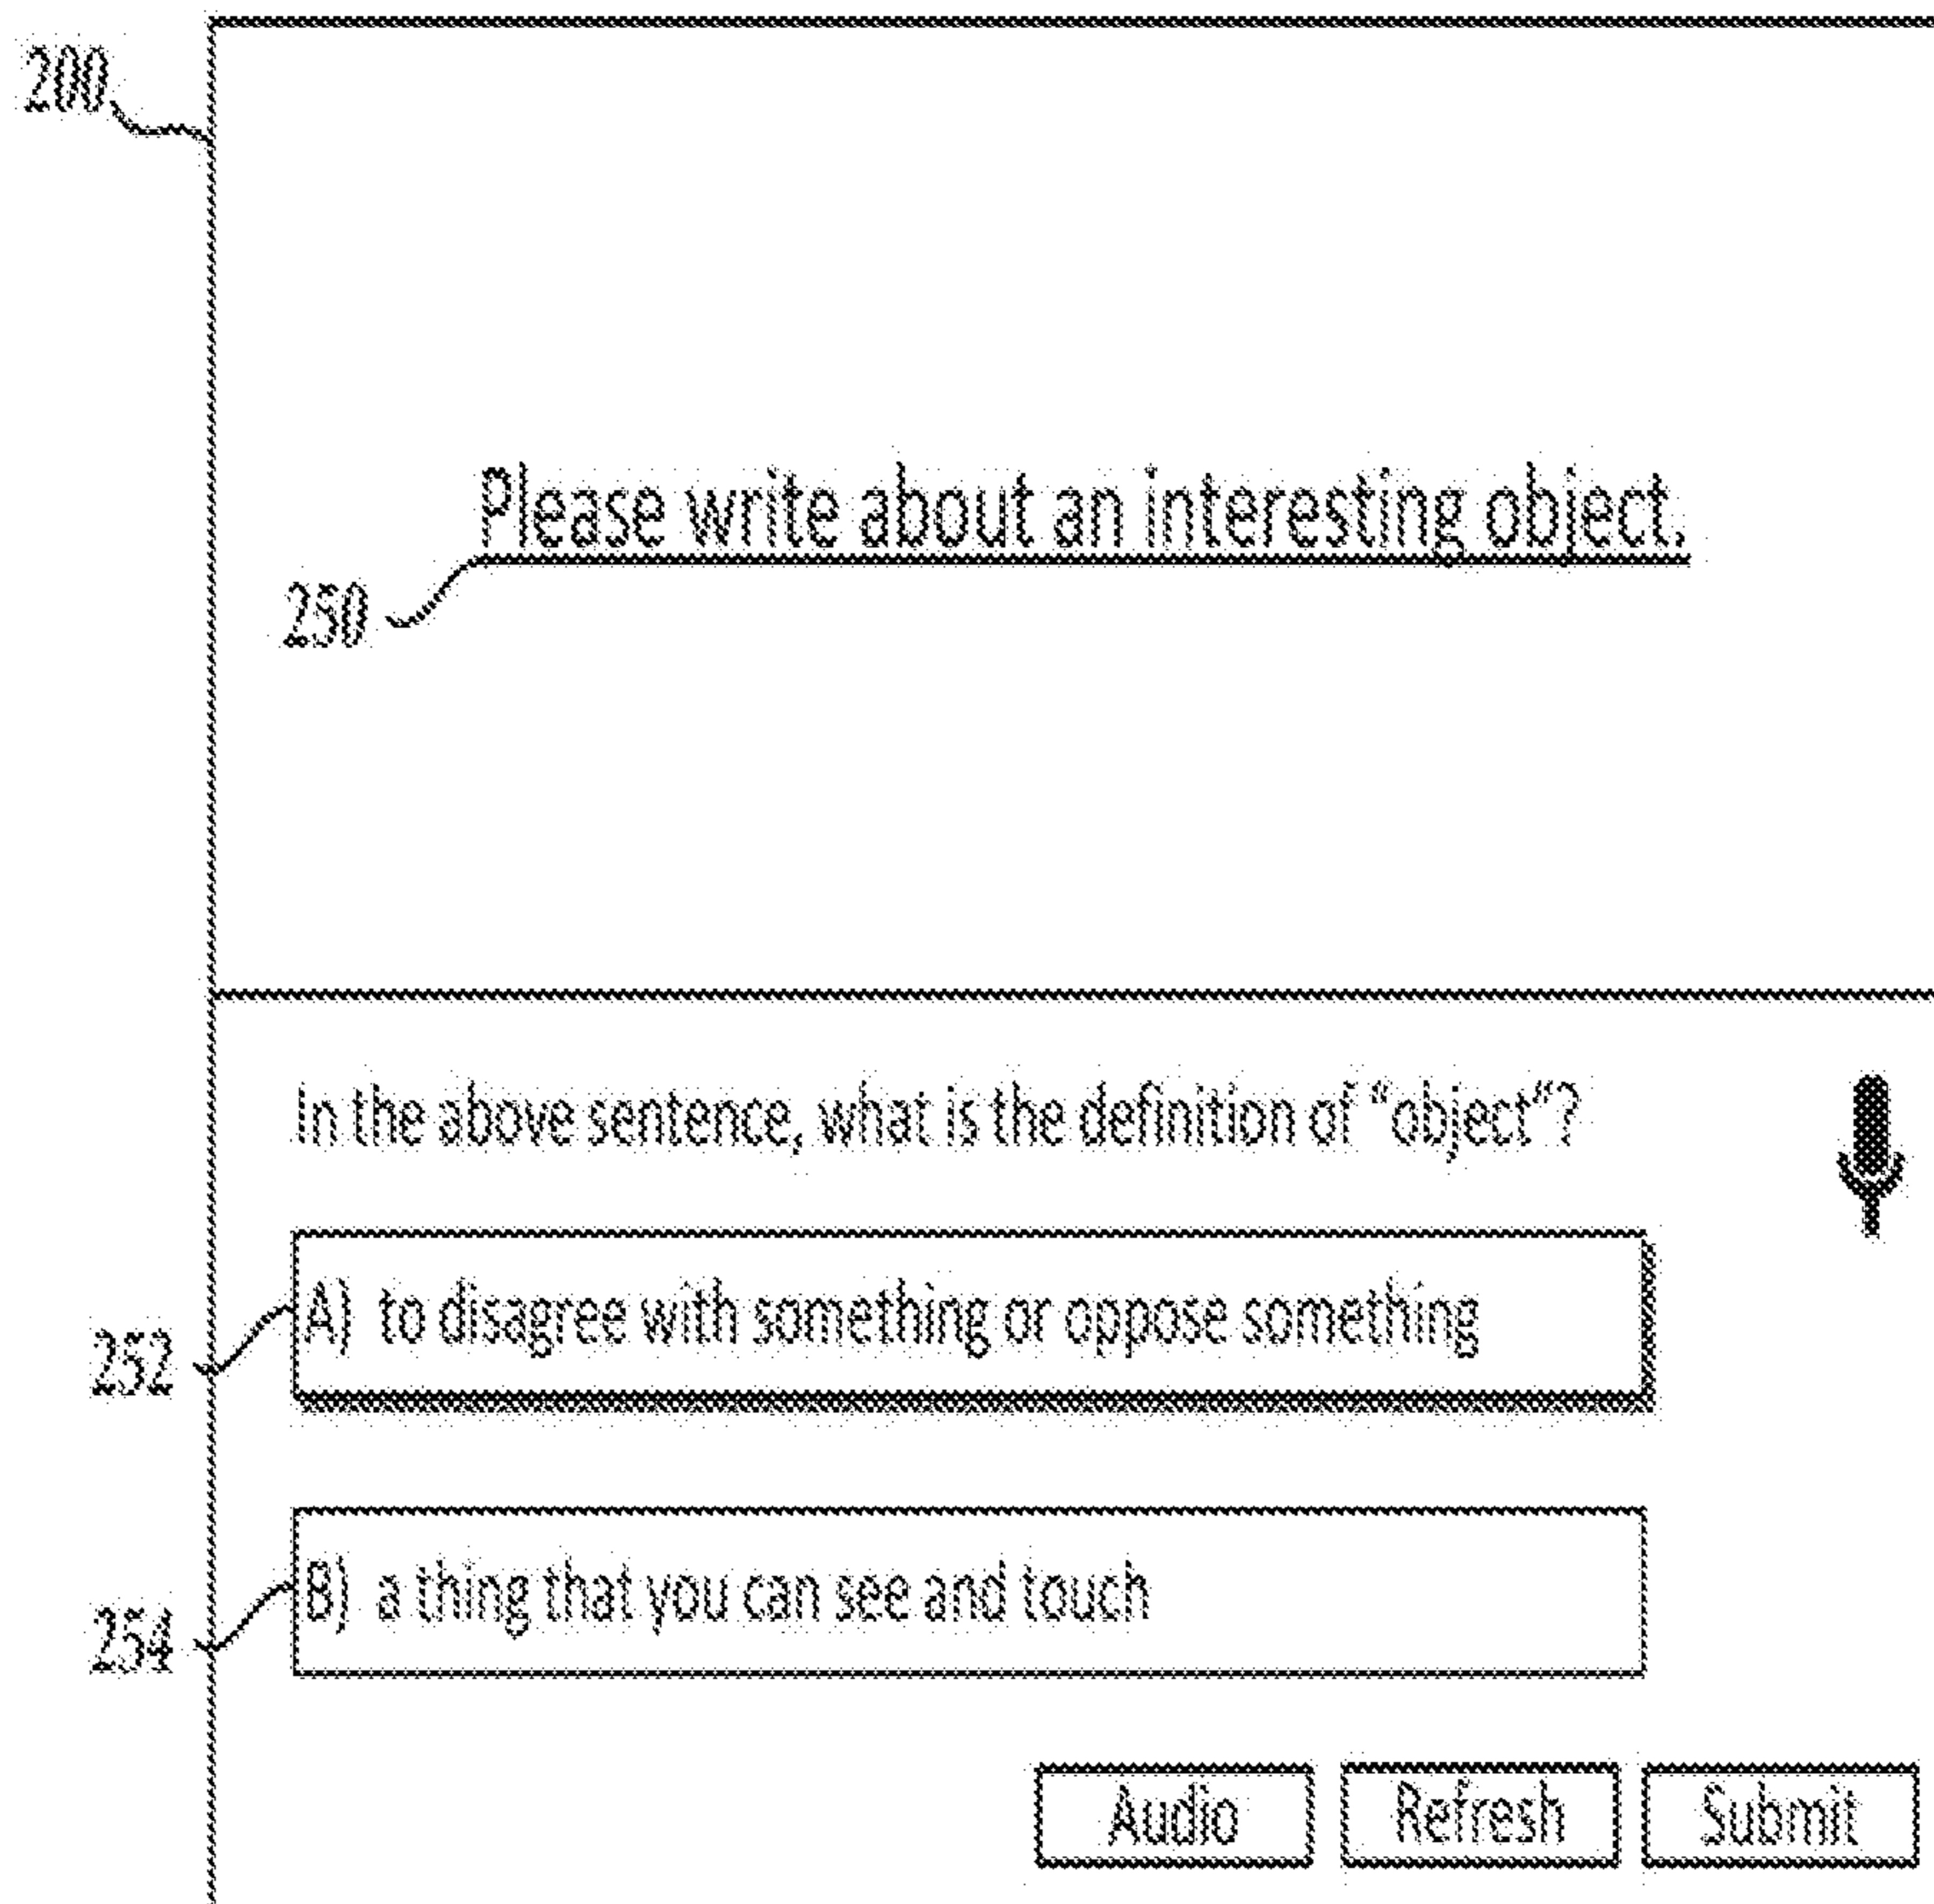 200
Please write about an interesting object.
250
In the above sentence, what is the definition of "object"?
A) to disagree with something or oppose something
252
B) a thing that you can see and touch
254
Audio Refresh Submit